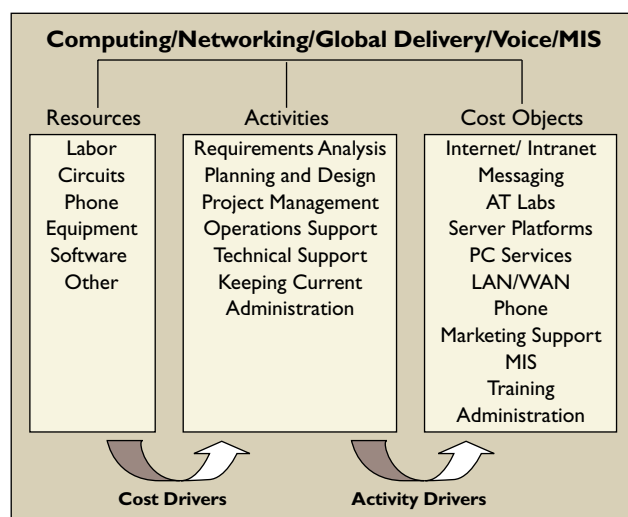 Computing/Networking/Global Delivery/Voice/MIS
Resources
Labor
Circuits
Phone
Equipment
Software
Other
Activities
Requirements Analysis
Planning and Design
Project Management
Operations Support
Technical Support
Keeping Current
Administration
Cost Objects
Internet/ Intranet
Messaging
AT Labs
Server Platforms
PC Services
LAN/WAN
Phone
Marketing Support
MIS
Training
Administration
Cost Drivers
Activity Drivers